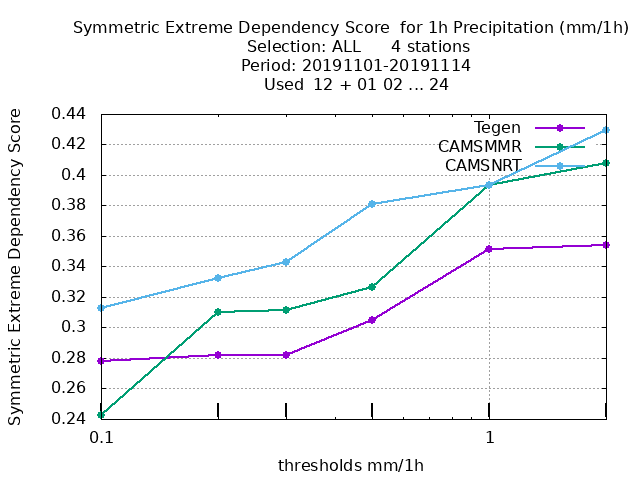 Symmetric Extreme Dependency Score  for 1h Precipitation (mm/1h)
Selection: ALL      4 stations
Period: 20191101-20191114
Used  12 + 01 02 ... 24
Symmetric Extreme Dependency Score
0.44
0.42
0.4
0.38
0.36
0.34
0.32
0.3
0.28
0.26
0.24
Tegen
CAMSMMR
CAMSNRT
0.1
1
thresholds mm/1h